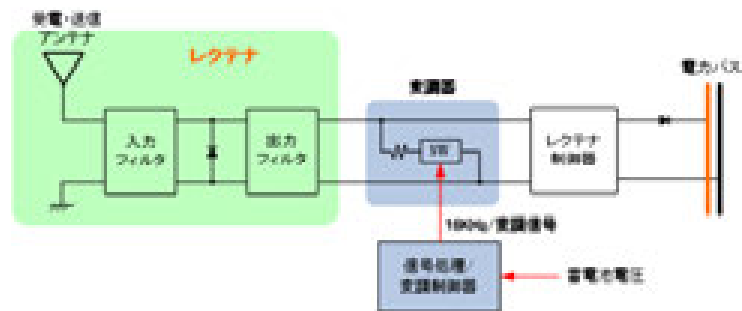 発電・送信
アンテナ
レクテナ
変調器
電力バス
入力
フィルタ
出力
フィルタ
SW
レクテナ
制御器
10KHz/変調信号
信号処理/
変調制御器
蓄電池電圧